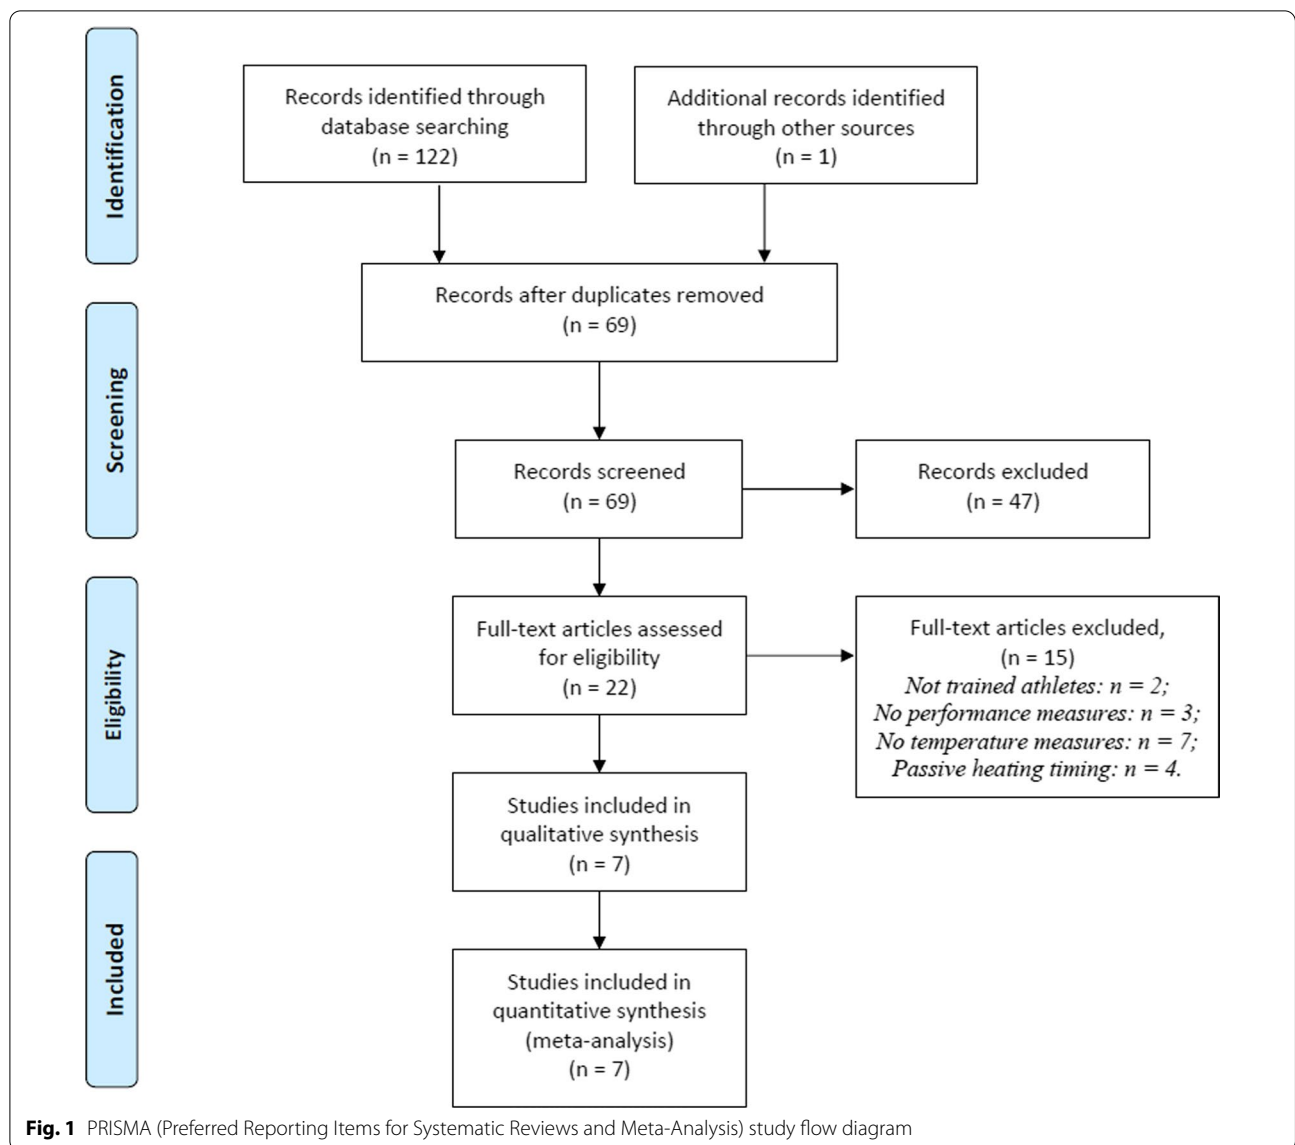 Identification
Records identified through
database searching
(n = 122)
Additional records identified
through other sources
(n = 1)
Records after duplicates removed
(n = 69)
Screening
Records screened
(n = 69)
Records excluded
(n = 47)
Eligibility
Full-text articles assessed
for eligibility
(n = 22)
Full-text articles excluded,
(n = 15)
Not trained athletes: n = 2;
No performance measures: n = 3;
No temperature measures: n = 7;
Passive heating timing: n = 4.
Studies included in
qualitative synthesis
(n = 7)
Included
Studies included in
quantitative synthesis
(meta-analysis)
(n = 7)
Fig. 1 PRISMA (Preferred Reporting Items for Systematic Reviews and Meta-Analysis) study flow diagram